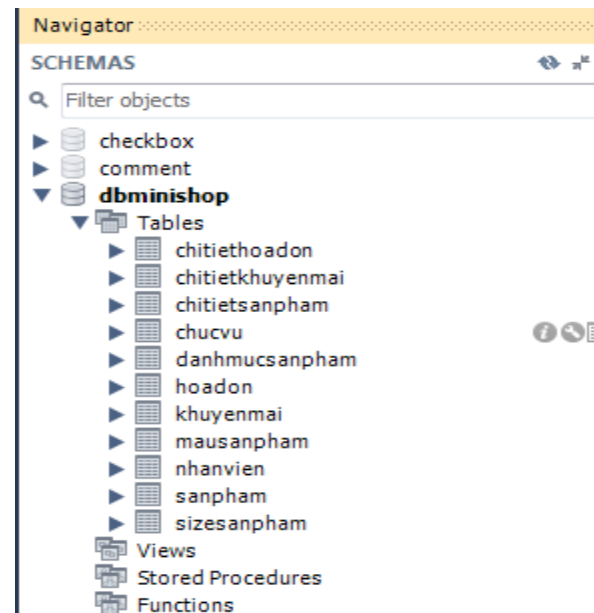 Navigator
SCHEMAS
Filter objects
checkbox
comment
dbminishop
Tables
chitiethoadon
chitietkhuyenmai
chitietsanpham
chucvu
danhmucsanpham
hoadon
khuyenmai
mausanpham
nhanvien
sanpham
sizesanpham
Views
Stored Procedures
Functions